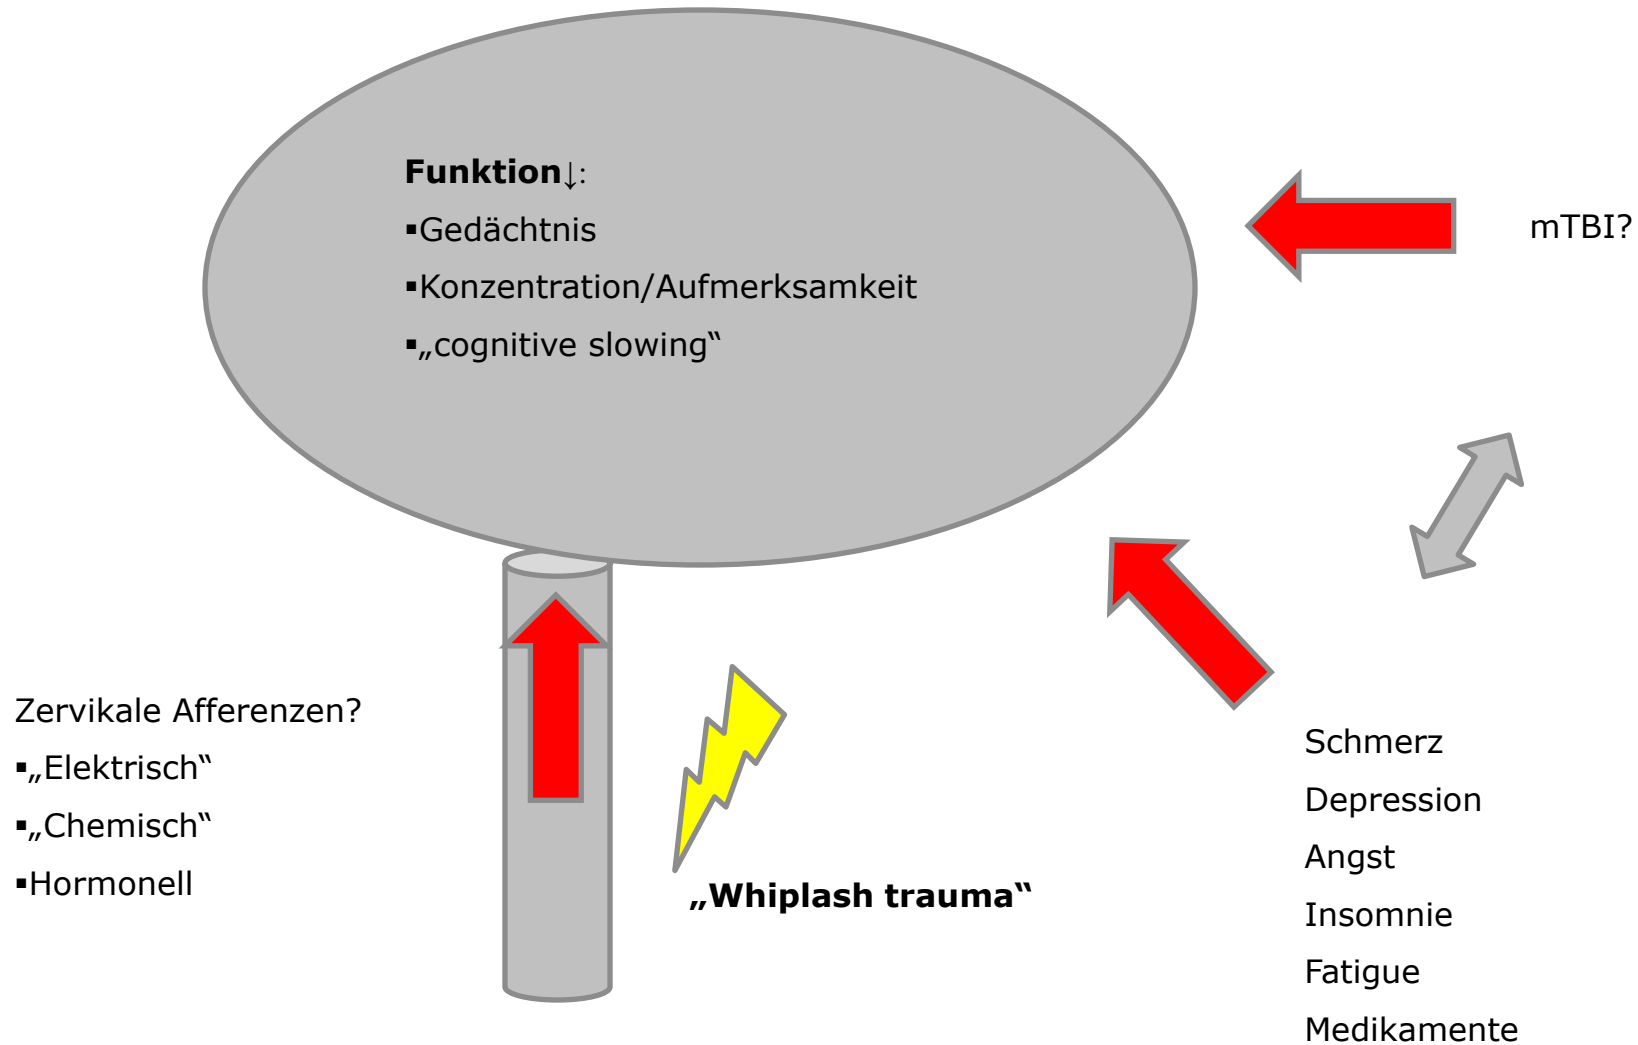 Funktion↓:
▪Gedächtnis
▪Konzentration/Aufmerksamkeit
▪„cognitive slowing“
mTBI?
Zervikale Afferenzen?
▪„Elektrisch“
▪„Chemisch“
▪Hormonell
„Whiplash trauma“
Schmerz
Depression
Angst
Insomnie
Fatigue
Medikamente